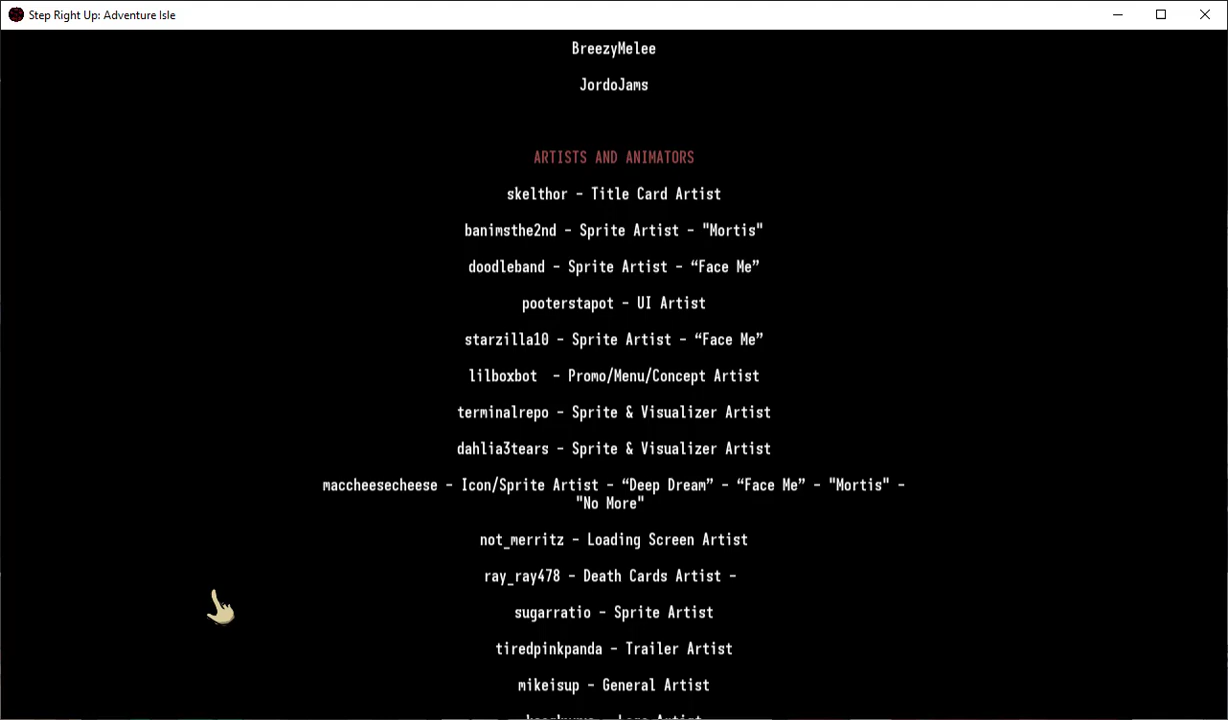 Step Right Up: Adventure Isle
BreezyMelee
JordoJams
ARTISTS AND ANIMATORS
skelthor - Title Card Artist
banimsthe2nd - Sprite Artist - "Mortis"
doodleband - Sprite Artist - “Face Me”
pooterstapot - UI Artist
starzilla10 - Sprite Artist - “Face Me”
lilboxbot  - Promo/Menu/Concept Artist
terminalrepo - Sprite & Visualizer Artist
dahlia3tears - Sprite & Visualizer Artist
maccheesecheese - Icon/Sprite Artist - “Deep Dream” - “Face Me” - "Mortis" -
"No More"
not_merritz - Loading Screen Artist
ray_ray478 - Death Cards Artist -
sugarratio - Sprite Artist
tiredpinkpanda - Trailer Artist
mikeisup - General Artist